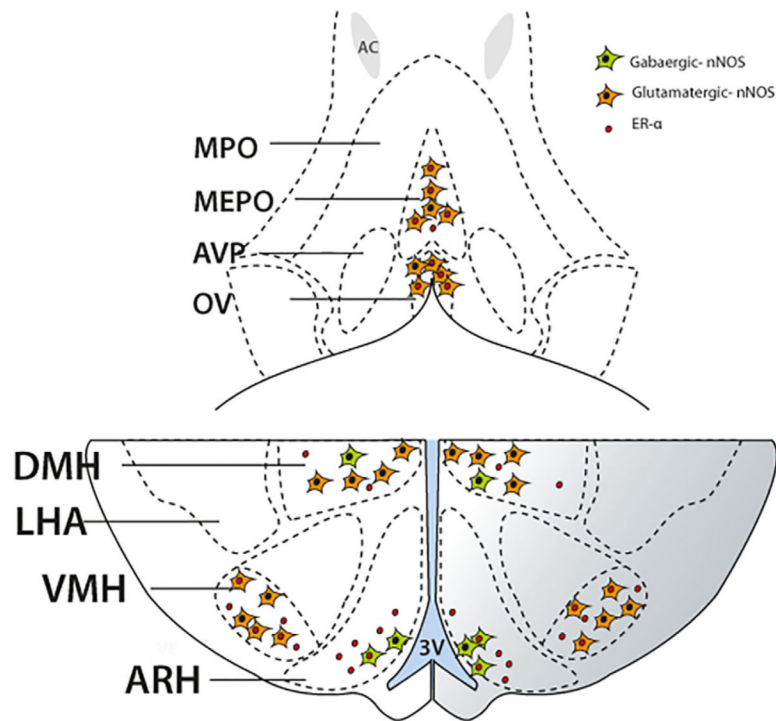 AC
Gabaergic- nNOS
Glutamatergic- nNOS
ER-α
MPO
MEPO
AVP
OV
DMH
LHA
VMH
3V
ARH